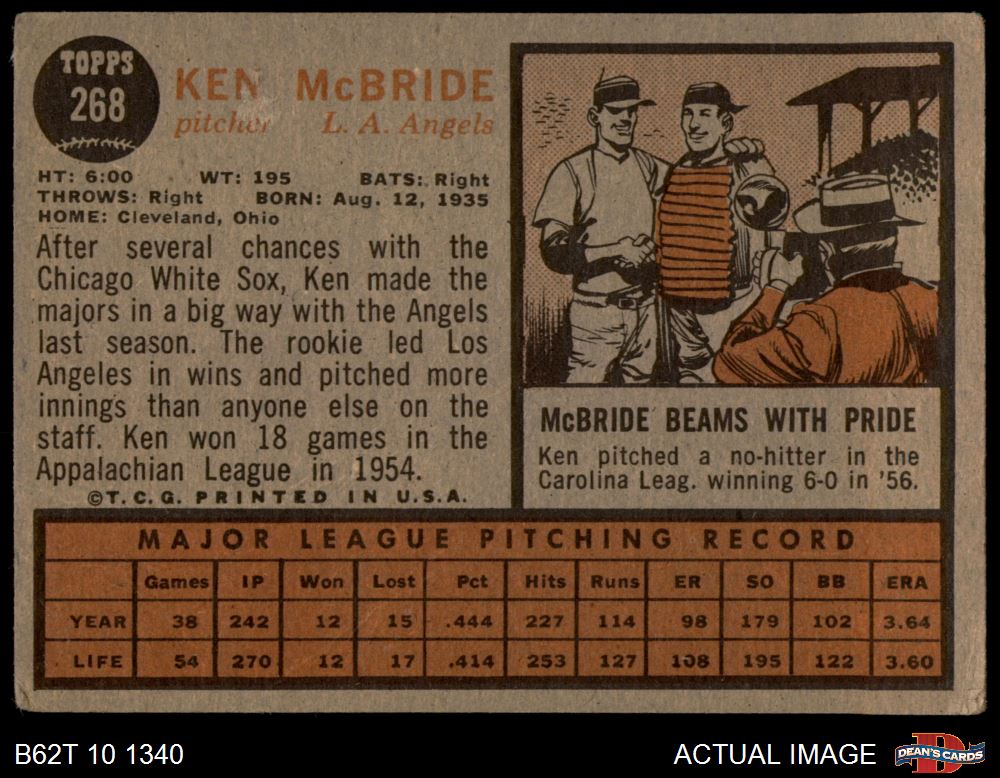 TOPPS
268
KEN McBRIDE
pitcher L. A. Angels
HT: 6:00 WT: 195 BATS: Right
THROWS: Right BORN: Aug. 12, 1935
HOME: Cleveland, Ohio
After several chances with the
Chicago White Sox, Ken made the
majors in a big way with the Angels
last season. The rookie led Los
Angeles in wins and pitched more
innings than anyone else on the
staff. Ken won 18 games in the
Appalachian League in 1954.
©T.C.G. PRINTED IN U.S.A.
McBRIDE BEAMS WITH PRIDE
Ken pitched a no-hitter in the
Carolina Leag. winning 6-0 in '56.
MAJOR LEAGUE PITCHING RECORD
Games IP Won Lost Pct Hits Runs ER SO BB ERA
YEAR 38 242 12 15 .444 227 114 98 179 102 3.64
LIFE 54 270 12 17 .414 253 127 108 195 122 3.60
B62T 10 1340 ACTUAL IMAGE DEAN'S CARDS